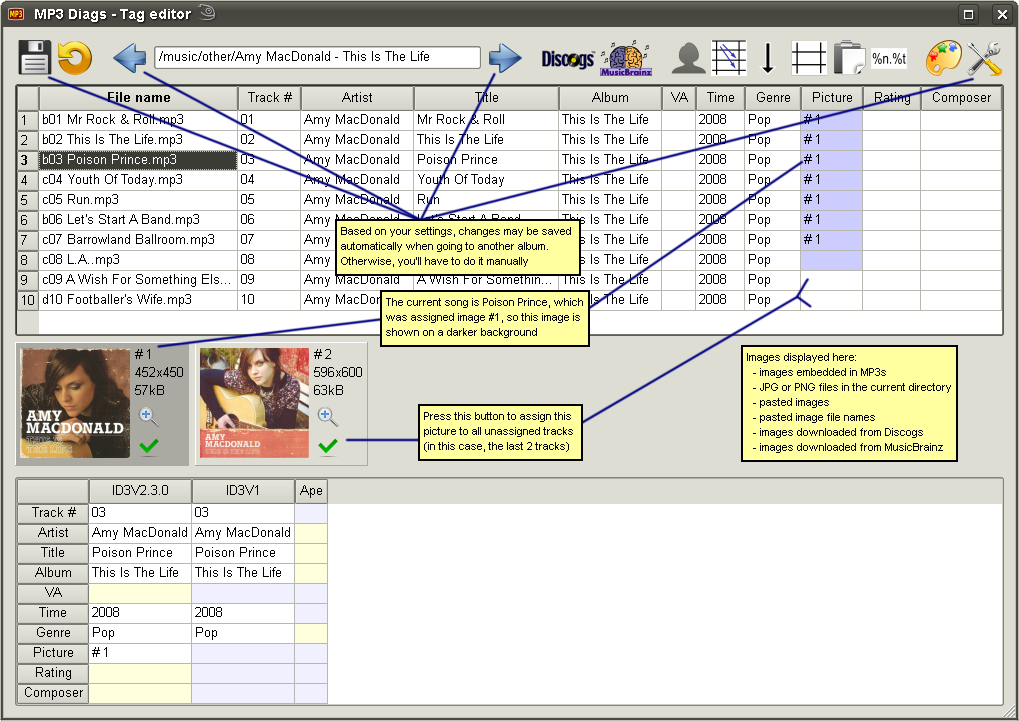 MP3 MP3 Diags - Tag editor
/music/other/Amy MacDonald - This Is The Life Discogs MusicBrainz %n.%t
File name Track # Artist Title Album VA Time Genre Picture Rating Composer
1 b01 Mr Rock & Roll.mp3 01 Amy MacDonald Mr Rock & Roll This Is The Life 2008 Pop #1
2 b02 This Is The Life.mp3 02 Amy MacDonald This Is The Life This Is The Life 2008 Pop #1
3 b03 Poison Prince.mp3 03 Amy MacDonald Poison Prince This Is The Life 2008 Pop #1
4 c04 Youth Of Today.mp3 04 Amy MacDonald Youth Of Today This Is The Life 2008 Pop #1
5 c05 Run.mp3 05 Amy MacDonald Run This Is The Life 2008 Pop #1
6 b06 Let's Start A Band.mp3 06 Amy MacDonald Let's Start A Band This Is The Life 2008 Pop #1
7 c07 Barrowland Ballroom.mp3 07 Amy MacDon 2008 Pop #1
8 c08 L.A..mp3 08 Amy MacDon 2008 Pop
9 c09 A Wish For Something Els... 09 Amy MacDonald A Wish For Somethin... This Is The Life 2008 Pop
10 d10 Footballer's Wife.mp3 10 Amy MacDon 2008 Pop
Based on your settings, changes may be saved
automatically when going to another album.
Otherwise, you'll have to do it manually
The current song is Poison Prince, which
was assigned image #1, so this image is
shown on a darker background
#1
452x450
57kB
AMY
MACDONALD
THIS IS
THE LIFE
#2
596x600
63kB
AMY
MACDONALD
THIS IS THE LIFE
Press this button to assign this
picture to all unassigned tracks
(in this case, the last 2 tracks)
Images displayed here:
- images embedded in MP3s
- JPG or PNG files in the current directory
- pasted images
- pasted image file names
- images downloaded from Discogs
- images downloaded from MusicBrainz
ID3V2.3.0 ID3V1 Ape
Track # 03 03
Artist Amy MacDonald Amy MacDonald
Title Poison Prince Poison Prince
Album This Is The Life This Is The Life
VA
Time 2008 2008
Genre Pop Pop
Picture #1
Rating
Composer